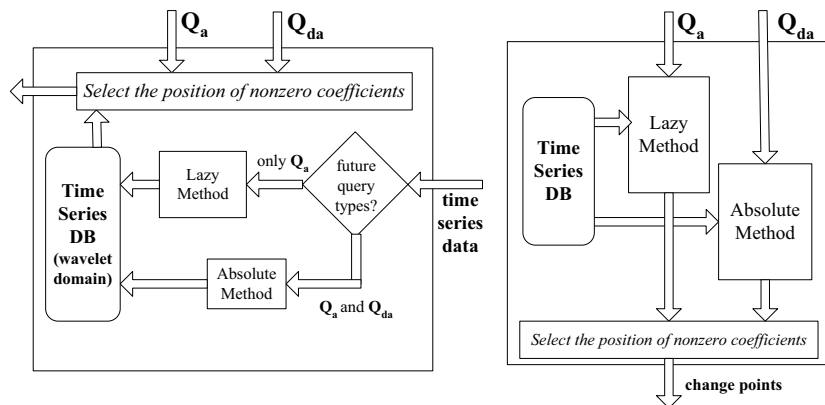 Qa
Qda
Select the position of nonzero coefficients
Time
Series
DB
(wavelet
domain)
Lazy
Method
only Qa
future
query
types?
time
series
data
Absolute
Method
Qa and Qda
Qa
Qda
Time
Series
DB
Lazy
Method
Absolute
Method
Select the position of nonzero coefficients
change points